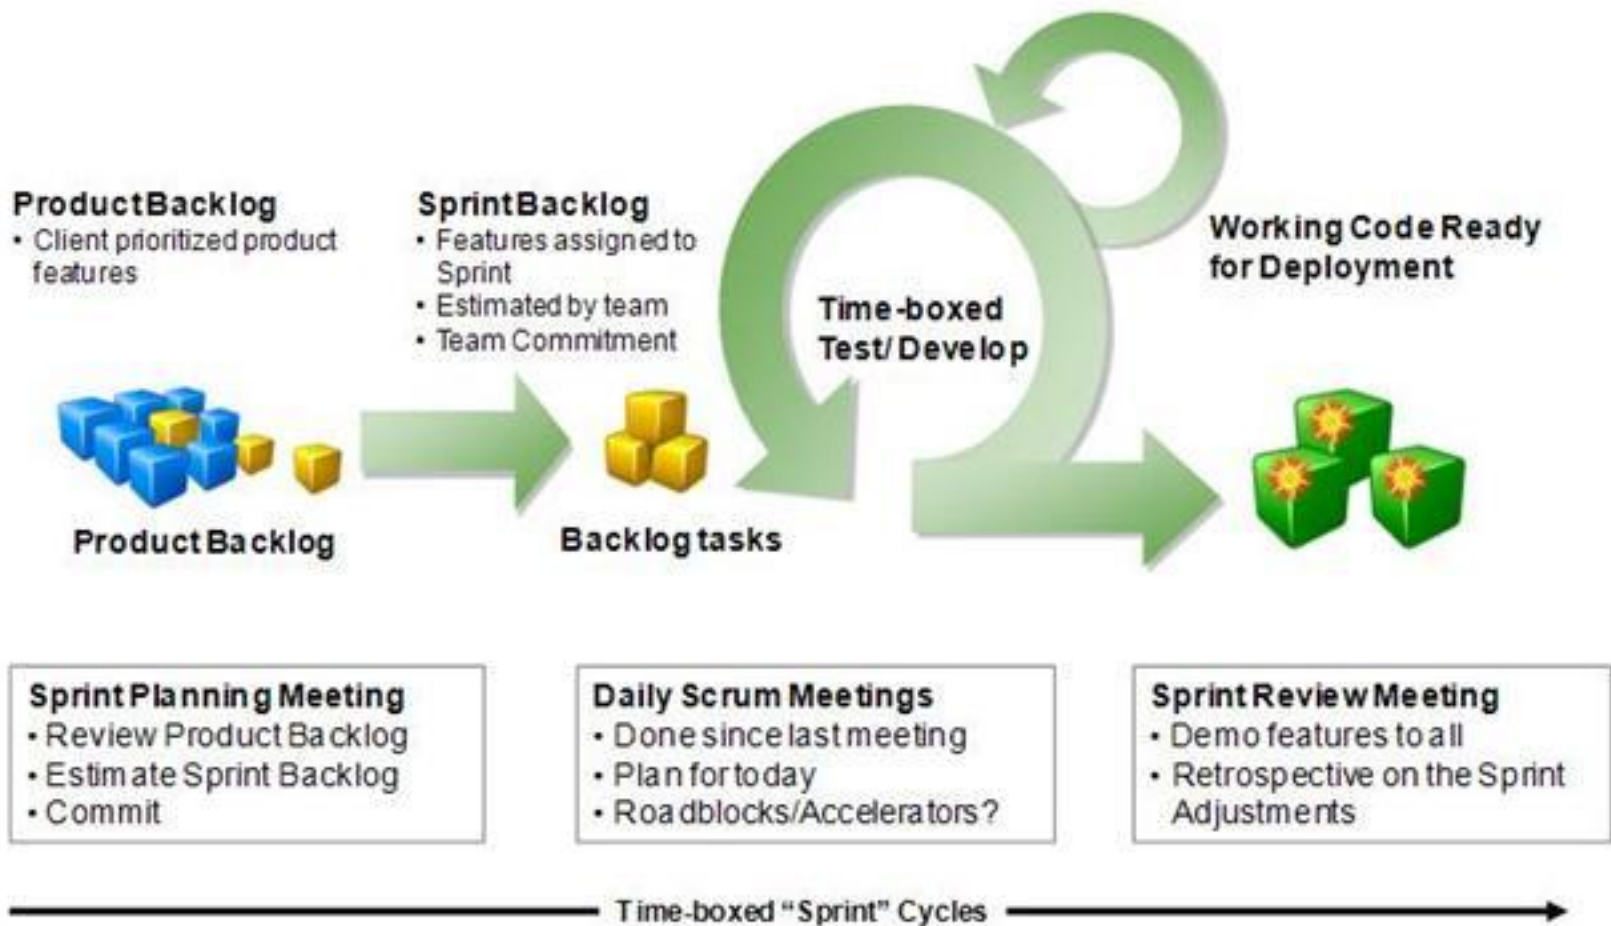 Product Backlog
• Client prioritized product
features
Sprint Backlog
• Features assigned to
Sprint
• Estimated by team
• Team Commitment
Time-boxed
Test/ Develop
Working Code Ready
for Deployment
Product Backlog
Backlog tasks
Sprint Planning Meeting
• Review Product Backlog
• Estimate Sprint Backlog
• Commit
Daily Scrum Meetings
• Done since last meeting
• Plan for today
• Roadblocks/Accelerators?
Sprint Review Meeting
• Demo features to all
• Retrospective on the Sprint
Adjustments
Time-boxed “Sprint” Cycles